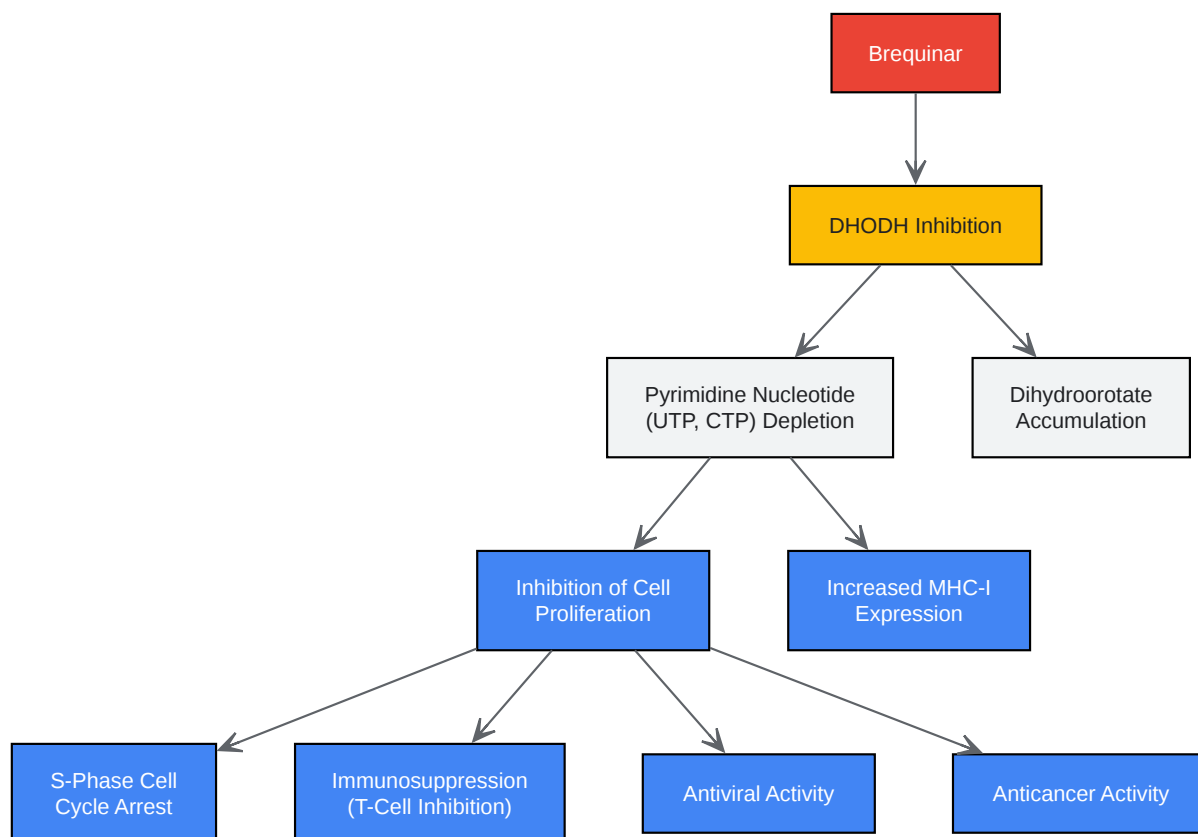 Brequinar
DHODH Inhibition
Pyrimidine Nucleotide
(UTP, CTP) Depletion
Dihydroorotate
Accumulation
Inhibition of Cell
Proliferation
Increased MHC-I
Expression
S-Phase Cell
Cycle Arrest
Immunosuppression
(T-Cell Inhibition)
Antiviral Activity
Anticancer Activity